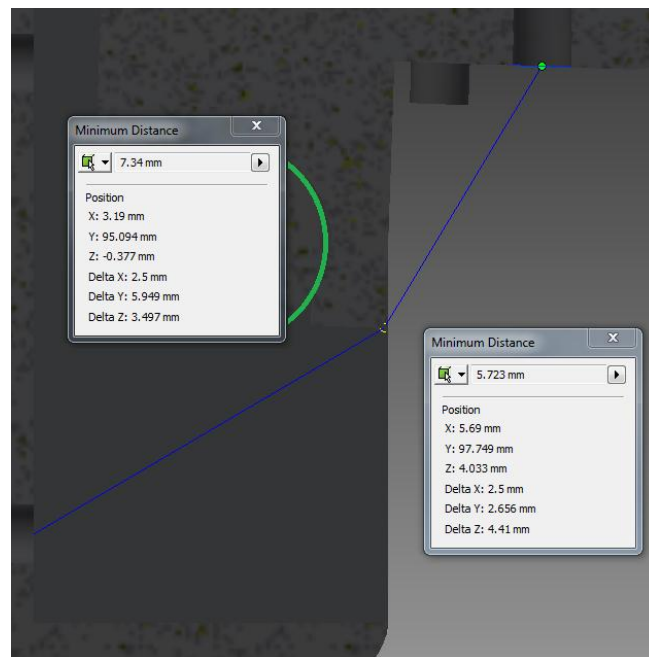 Minimum Distance
7.34 mm
Position
X: 3.19 mm
Y: 95.094 mm
Z: -0.377 mm
Delta X: 2.5 mm
Delta Y: 5.949 mm
Delta Z: 3.497 mm
Minimum Distance
5.723 mm
Position
X: 5.69 mm
Y: 97.749 mm
Z: 4.033 mm
Delta X: 2.5 mm
Delta Y: 2.656 mm
Delta Z: 4.41 mm